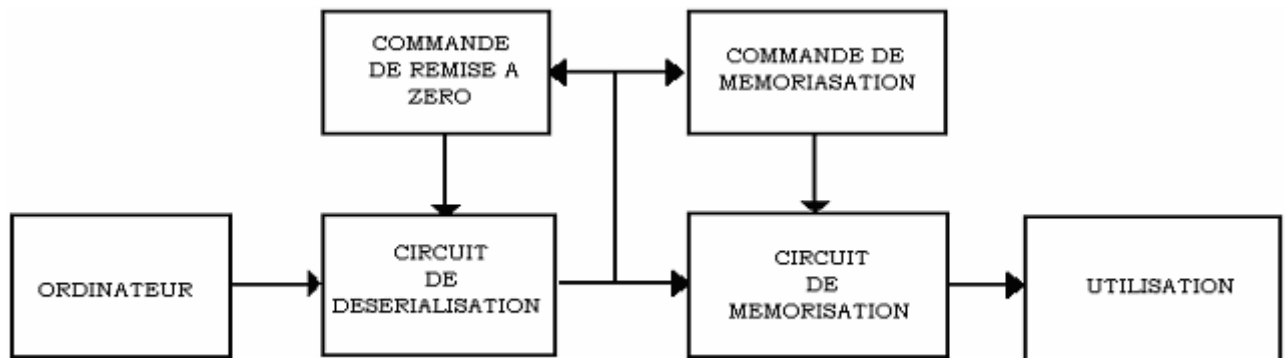 COMMANDE
DE REMISE A
ZERO
COMMANDE DE
MEMORIASATION
ORDINATEUR
CIRCUIT
DE
DESERIALISATION
CIRCUIT
DE
MEMORISATION
UTILISATION